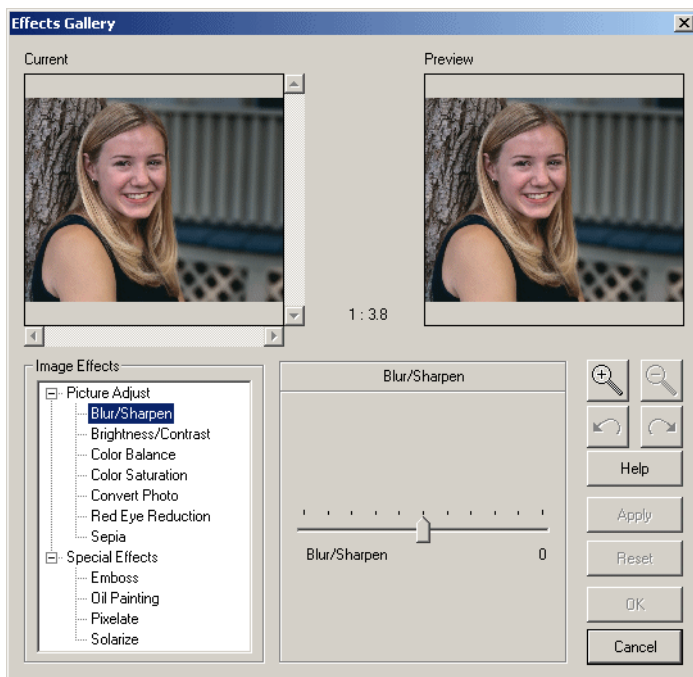 Effects Gallery
Current
Preview
1 : 3.8
Image Effects
Picture Adjust
Blur/Sharpen
Brightness/Contrast
Color Balance
Color Saturation
Convert Photo
Red Eye Reduction
Sepia
Special Effects
Emboss
Oil Painting
Pixelate
Solarize
Blur/Sharpen
Blur/Sharpen 0
Help
Apply
Reset
OK
Cancel